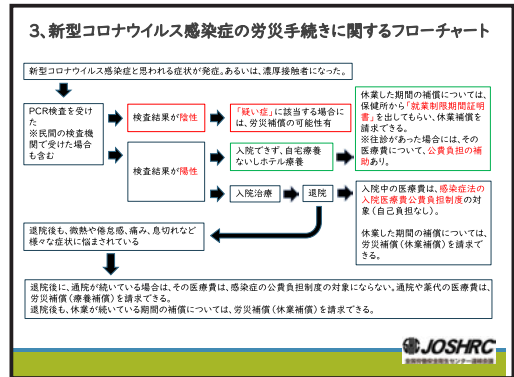 3、新型コロナウイルス感染症の労災手続きに関するフローチャート
新型コロナウイルス感染症と思われる症状が発症。あるいは、濃厚接触者になった。
PCR検査を受け
た
※民間の検査機
関で受けた場合
も含む
検査結果が陰性
「疑い症」に該当する場合に
は、労災補償の可能性有
休業した期間の補償については、
保健所から「就業制限期間証明
書」を出してもらい、休業補償を
請求できる。
※往診があった場合には、その
医療費について、公費負担の補
助あり。
検査結果が陽性
入院できず、自宅療養
ないしホテル療養
入院治療
退院
入院中の医療費は、感染症法の
入院医療費公費負担制度の対
象(自己負担なし)。
休業した期間の補償については、
労災補償(休業補償)を請求で
きる。
退院後も、微熱や倦怠感、痛み、息切れなど
様々な症状に悩まされている
退院後に、通院が続いている場合は、その医療費は、感染症の公費負担制度の対象にならない。通院や薬代の医療費は、
労災補償(療養補償)を請求できる。
退院後も、休業が続いている期間の補償については、労災補償(休業補償)を請求できる。
JOSHRC
全国労働安全衛生センター連絡会議